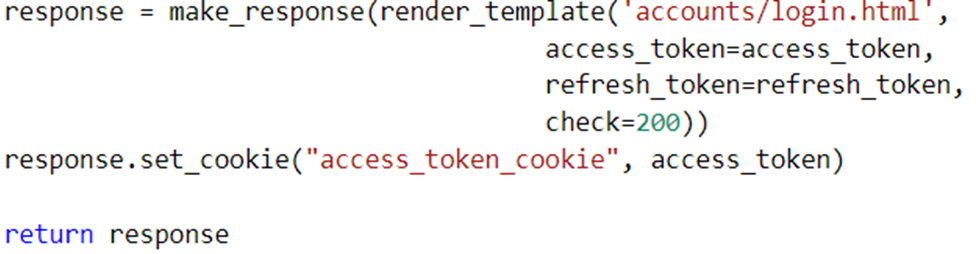 response = make_response(render_template('accounts/login.html',
access_token=access_token,
refresh_token=refresh_token,
check=200))
response.set_cookie("access_token_cookie", access_token)
return response